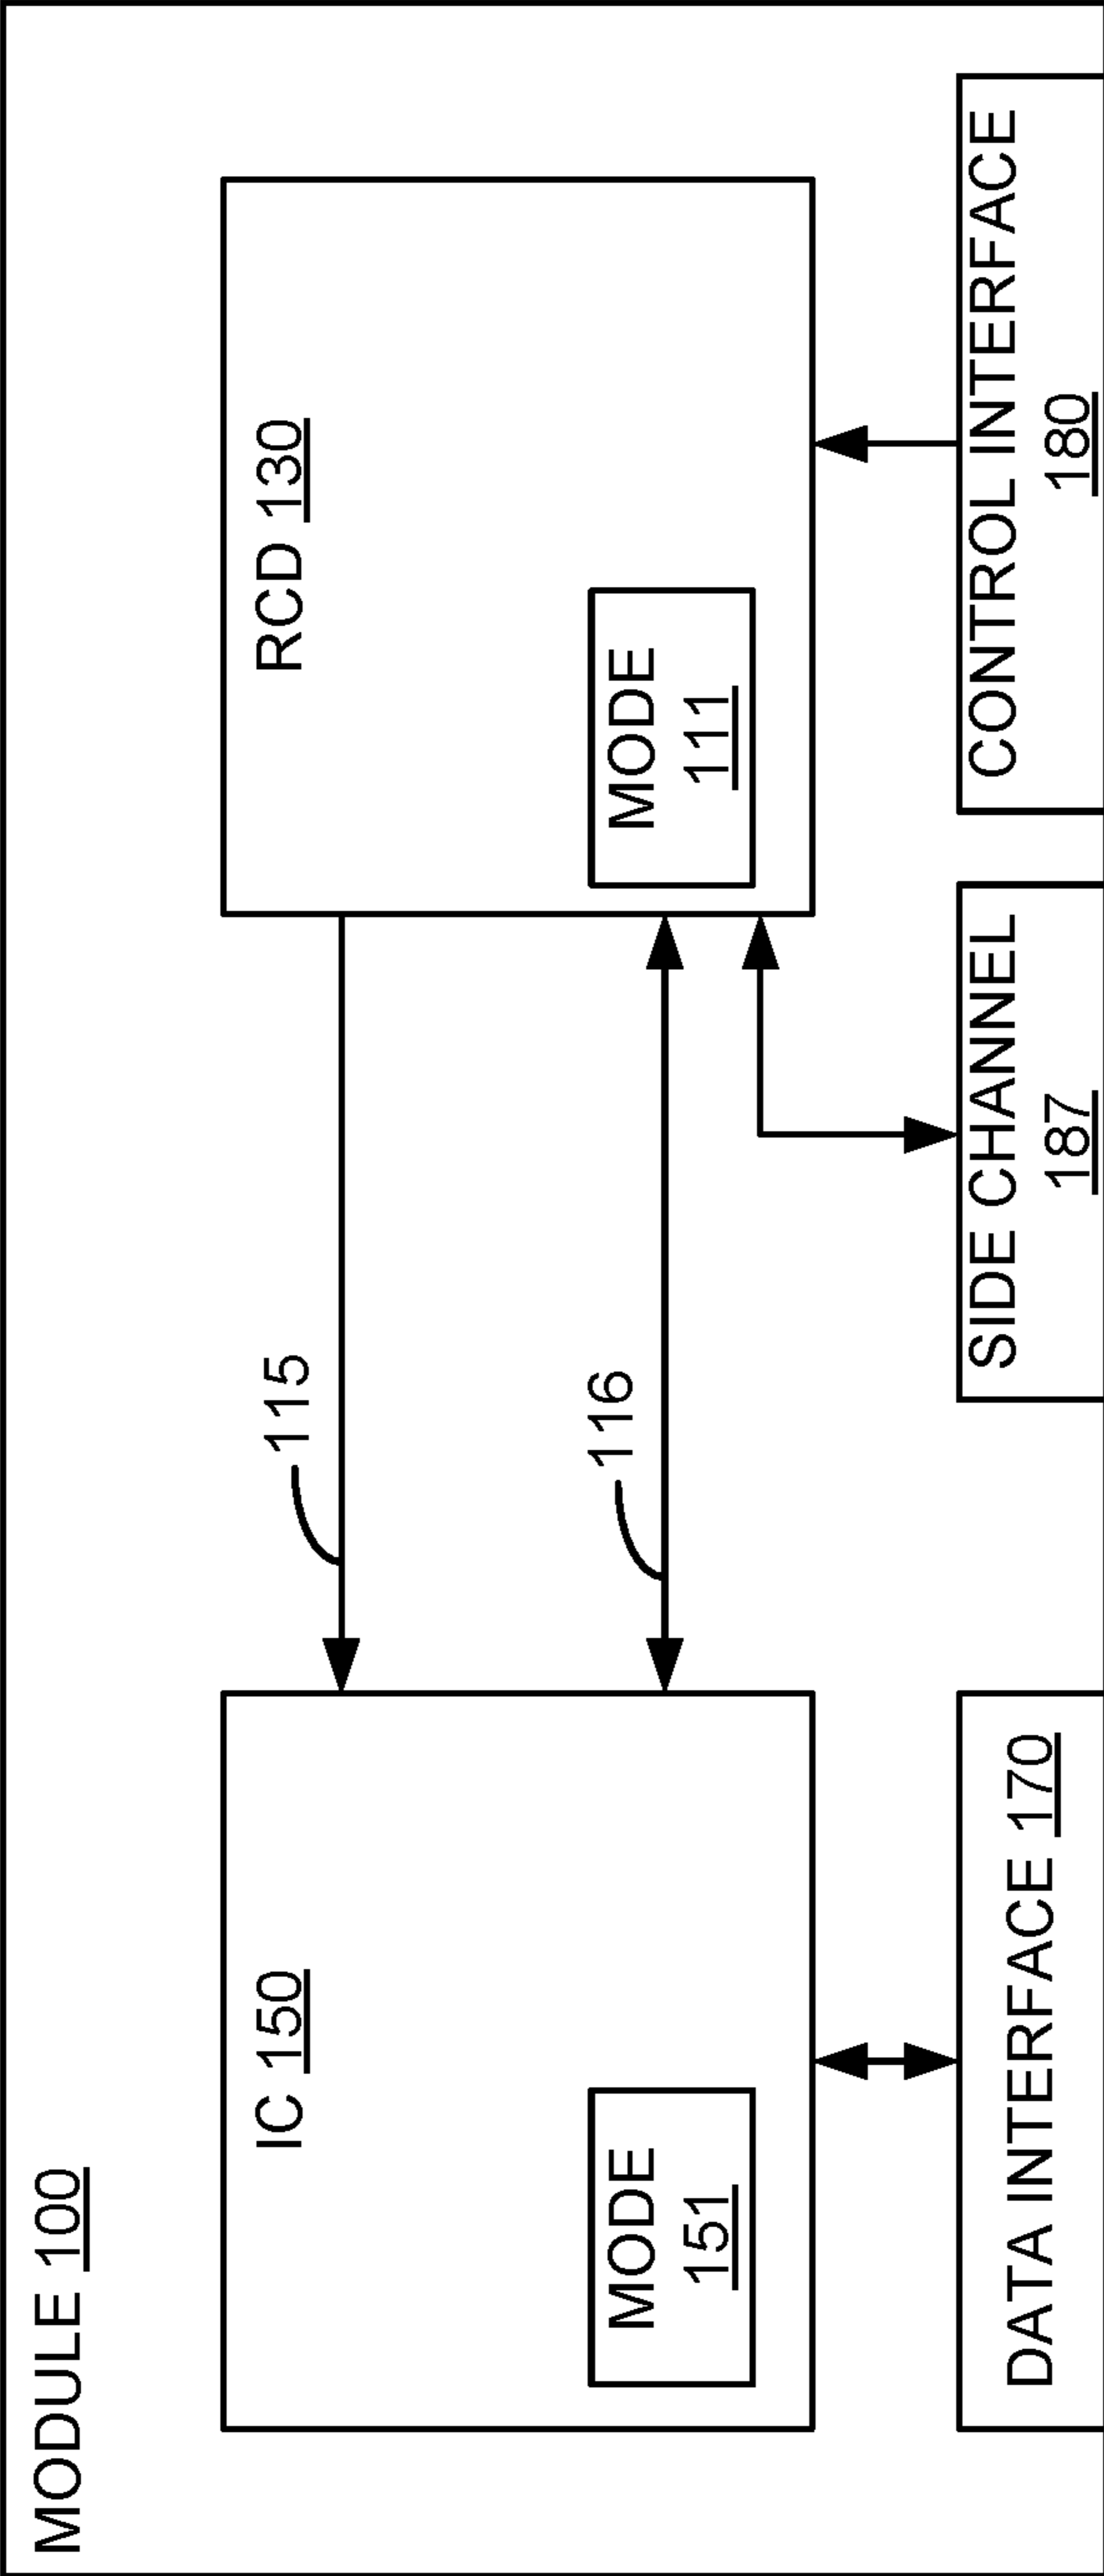 MODULE 100
IC 150
RCD 130
115
116
MODE
151
MODE
111
DATA INTERFACE 170
SIDE CHANNEL
187
CONTROL INTERFACE
180